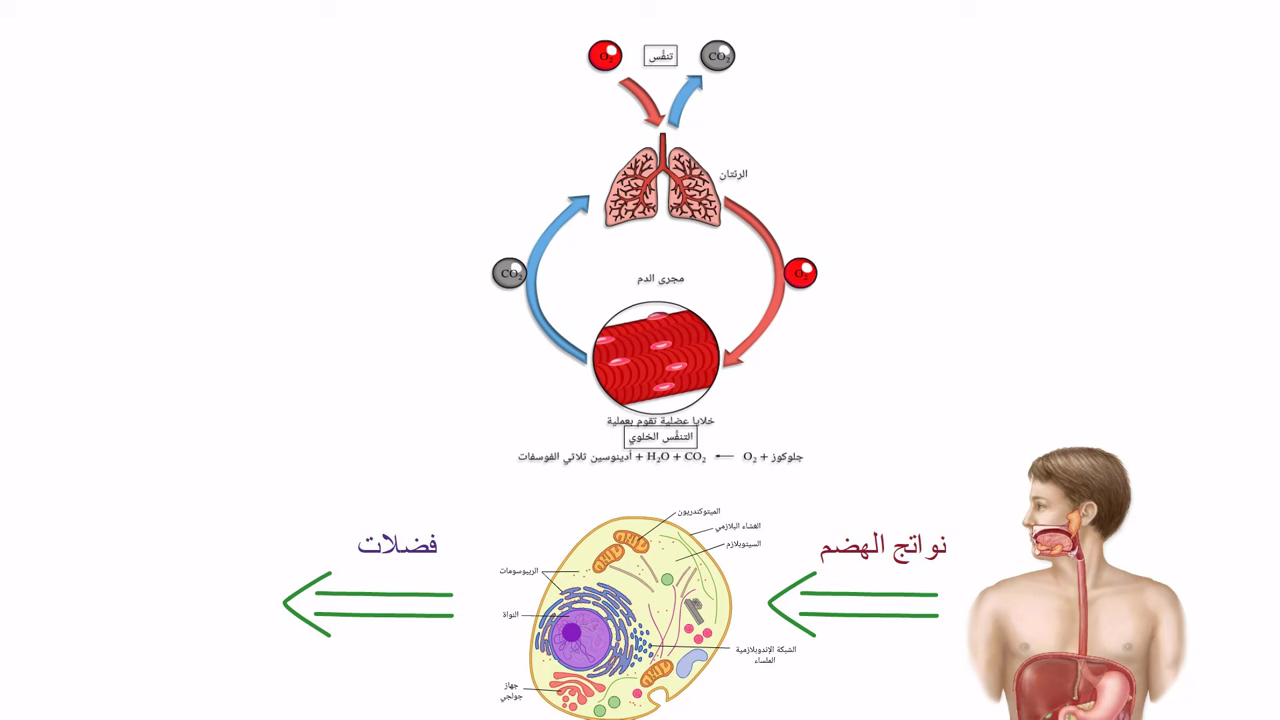 O₂
تنفُّس
CO₂
الرئتان
CO₂
O₂
مجرى الدم
خلايا عضلية تقوم بعملية
التنفُّس الخلوي
جلوكوز + O₂ ⟵ أدينوسين ثلاثي الفوسفات + H₂O + CO₂
نواتج الهضم
فضلات
الميتوكندريون
الغشاء البلازمي
السيتوبلازم
الريبوسومات
النواة
الشبكة الإندوبلازمية
الملساء
جهاز
جولجي